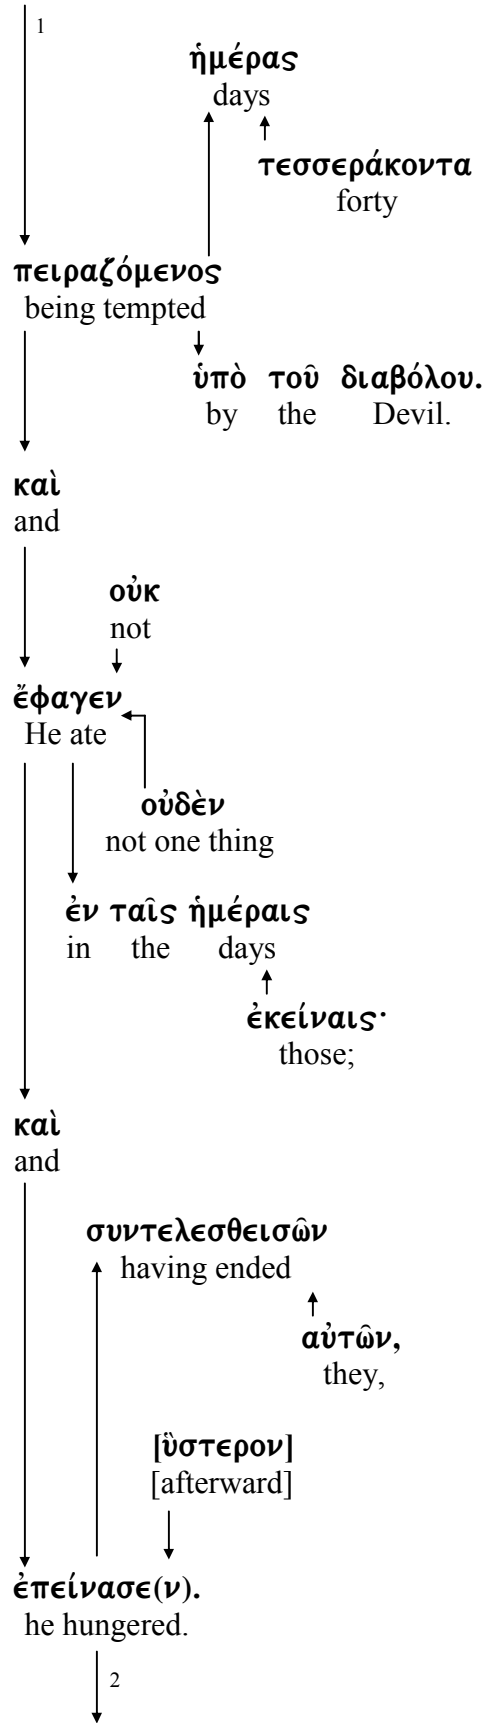 1
ἡμέρας
days
τεσσεράκοντα
forty
πειραζόμενος
being tempted
ὑπὸ τοῦ διαβόλου.
by the Devil.
καὶ
and
οὐκ
not
ἔφαγεν
He ate
οὐδὲν
not one thing
ἐν ταῖς ἡμέραις
in the days
ἐκείναις·
those;
καὶ
and
συντελεσθεισῶν
having ended
αὐτῶν,
they,
[ὓστερον]
[afterward]
ἐπείνασε(ν).
he hungered.
2